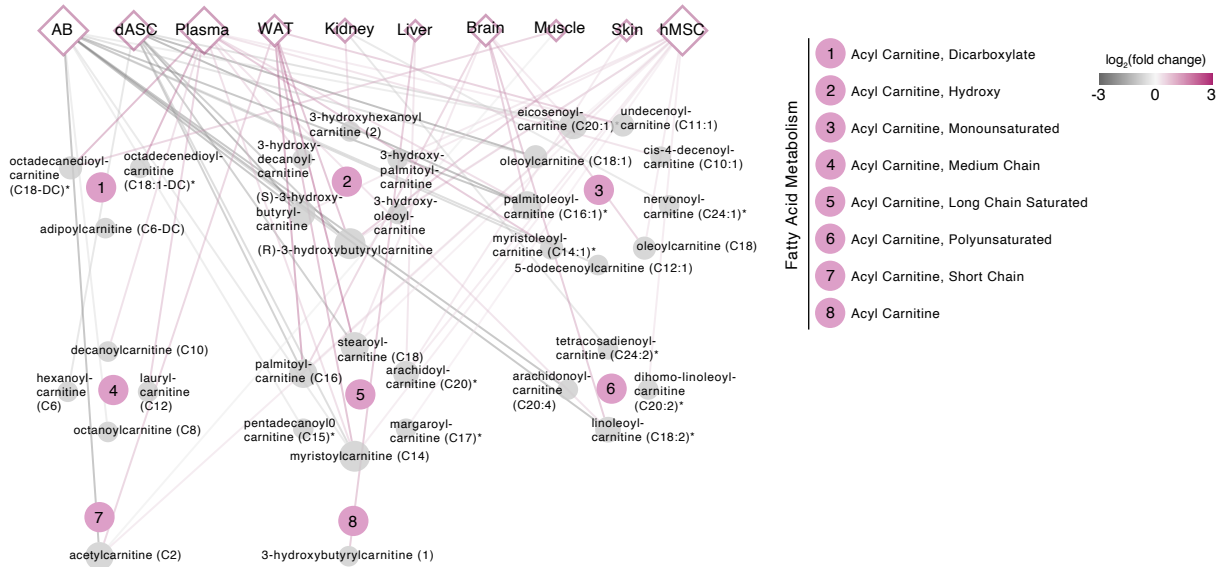 AB dASC Plasma WAT Kidney Liver Brain Muscle Skin hMSC
octadecanedioyl-
carnitine
(C18-DC)*
octadecenedioyl-
carnitine
(C18:1-DC)*
1
adipoylcarnitine (C6-DC)
3-hydroxyhexanoyl
carnitine (2)
3-hydroxy-
decanoyl-
carnitine
3-hydroxy-
palmitoyl-
carnitine
2
(S)-3-hydroxy-
butyryl-
carnitine
3-hydroxy-
oleoyl-
carnitine
(R)-3-hydroxybutyrylcarnitine
eicosenoyl-
carnitine (C20:1)*
undecenoyl-
carnitine (C11:1)
oleoylcarnitine (C18:1)
cis-4-decenoyl-
carnitine (C10:1)
3
palmitoleoyl-
carnitine (C16:1)*
nervonoyl-
carnitine (C24:1)*
myristoleoyl-
carnitine (C14:1)*
oleoylcarnitine (C18)
5-dodecenoylcarnitine (C12:1)
decanoylcarnitine (C10)
hexanoyl-
carnitine
(C6)
4
lauryl-
carnitine
(C12)
octanoylcarnitine (C8)
stearoyl-
carnitine (C18)
palmitoyl-
carnitine (C16)
arachidoyl-
carnitine (C20)*
5
pentadecanoyl0
carnitine (C15)*
margaroyl-
carnitine (C17)*
myristoylcarnitine (C14)
tetracosadienoyl-
carnitine (C24:2)*
arachidonoyl-
carnitine
(C20:4)
6
dihomo-linoleoyl-
carnitine
(C20:2)*
linoleoyl-
carnitine (C18:2)*
7
acetylcarnitine (C2)
8
3-hydroxybutyrylcarnitine (1)
Fatty Acid Metabolism
1 Acyl Carnitine, Dicarboxylate
2 Acyl Carnitine, Hydroxy
3 Acyl Carnitine, Monounsaturated
4 Acyl Carnitine, Medium Chain
5 Acyl Carnitine, Long Chain Saturated
6 Acyl Carnitine, Polyunsaturated
7 Acyl Carnitine, Short Chain
8 Acyl Carnitine
log₂(fold change)
-3 0 3